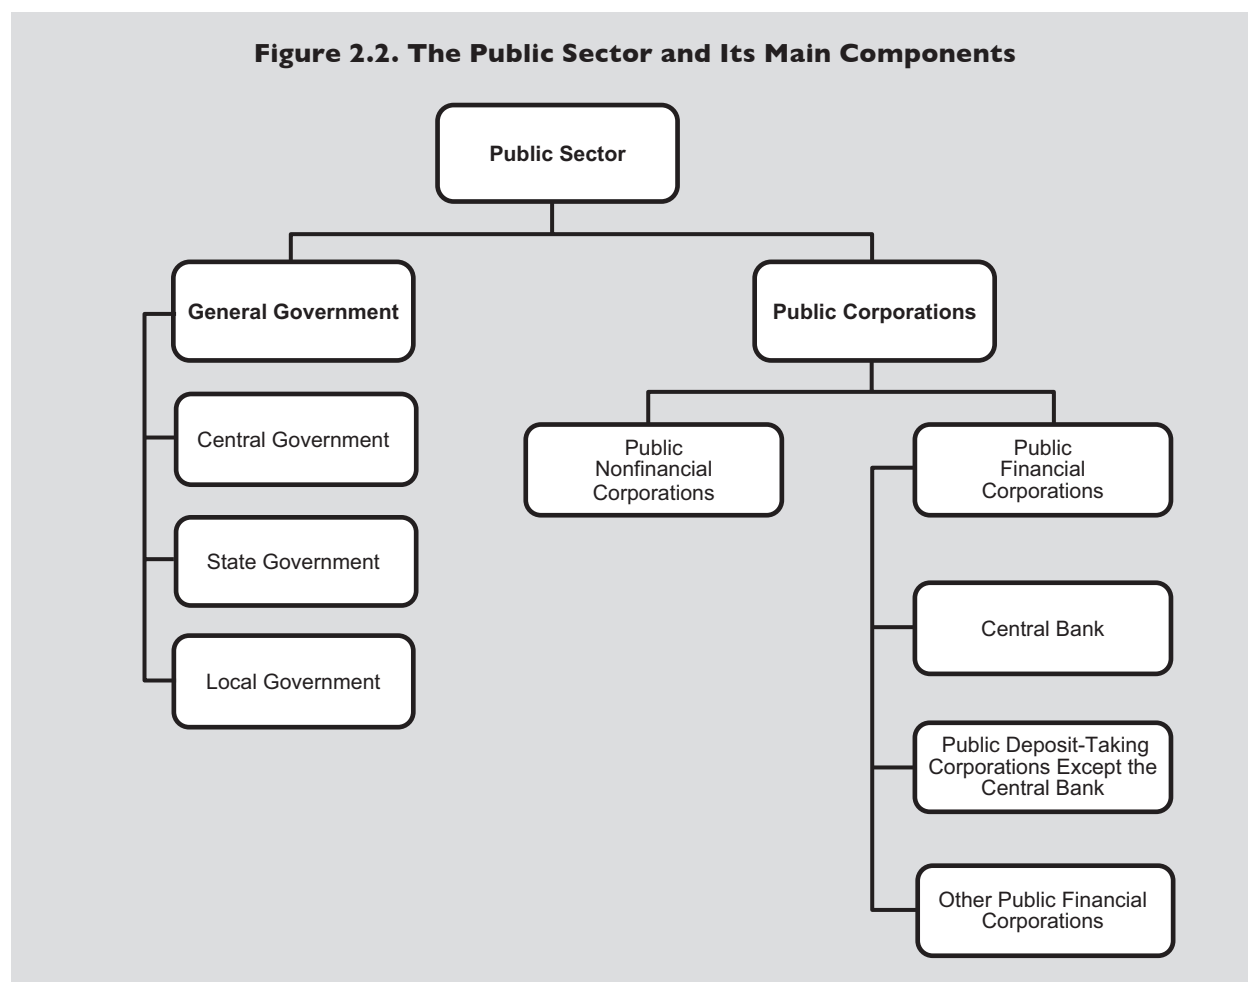 Figure 2.2. The Public Sector and Its Main Components
Public Sector
General Government
Public Corporations
Central Government
State Government
Local Government
Public
Nonfinancial
Corporations
Public
Financial
Corporations
Central Bank
Public Deposit-Taking
Corporations Except the
Central Bank
Other Public Financial
Corporations